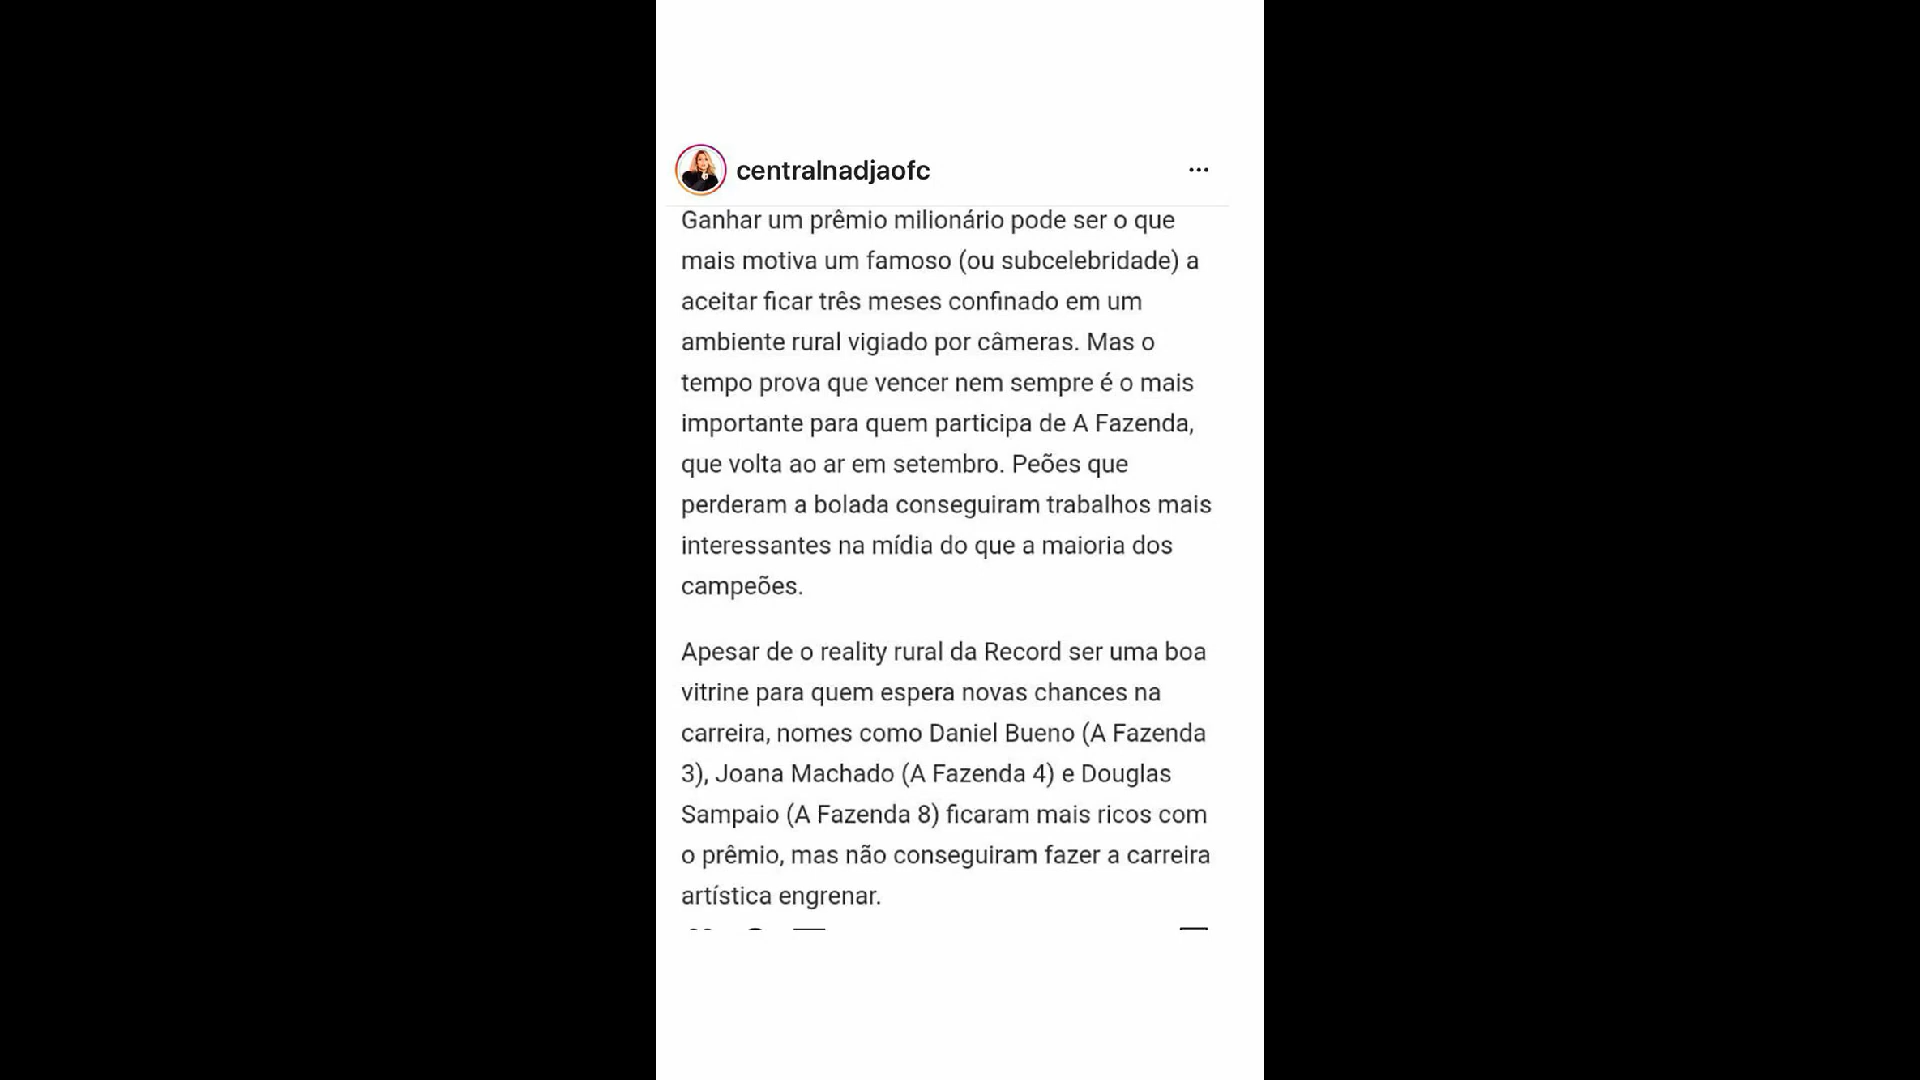 centralnadjaofc
Ganhar um prêmio milionário pode ser o que
mais motiva um famoso (ou subcelebridade) a
aceitar ficar três meses confinado em um
ambiente rural vigiado por câmeras. Mas o
tempo prova que vencer nem sempre é o mais
importante para quem participa de A Fazenda,
que volta ao ar em setembro. Peões que
perderam a bolada conseguiram trabalhos mais
interessantes na mídia do que a maioria dos
campeões.
Apesar de o reality rural da Record ser uma boa
vitrine para quem espera novas chances na
carreira, nomes como Daniel Bueno (A Fazenda
3), Joana Machado (A Fazenda 4) e Douglas
Sampaio (A Fazenda 8) ficaram mais ricos com
o prêmio, mas não conseguiram fazer a carreira
artística engrenar.